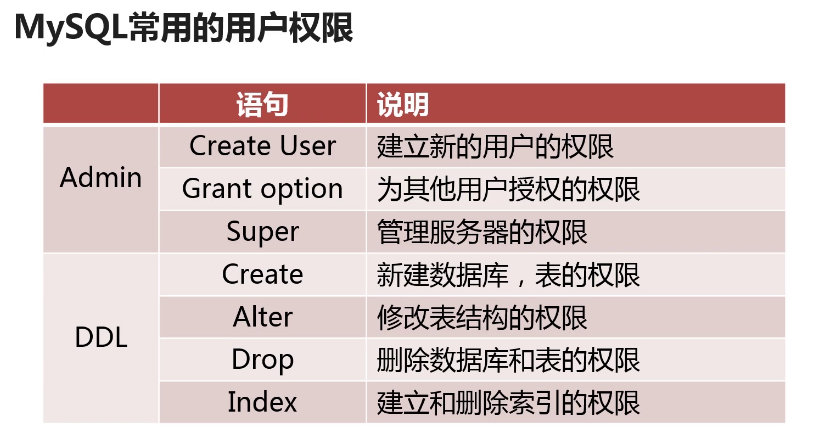 MySQL常用的用户权限
语句 说明
Admin Create User 建立新的用户的权限
Grant option 为其他用户授权的权限
Super 管理服务器的权限
DDL Create 新建数据库，表的权限
Alter 修改表结构的权限
Drop 删除数据库和表的权限
Index 建立和删除索引的权限